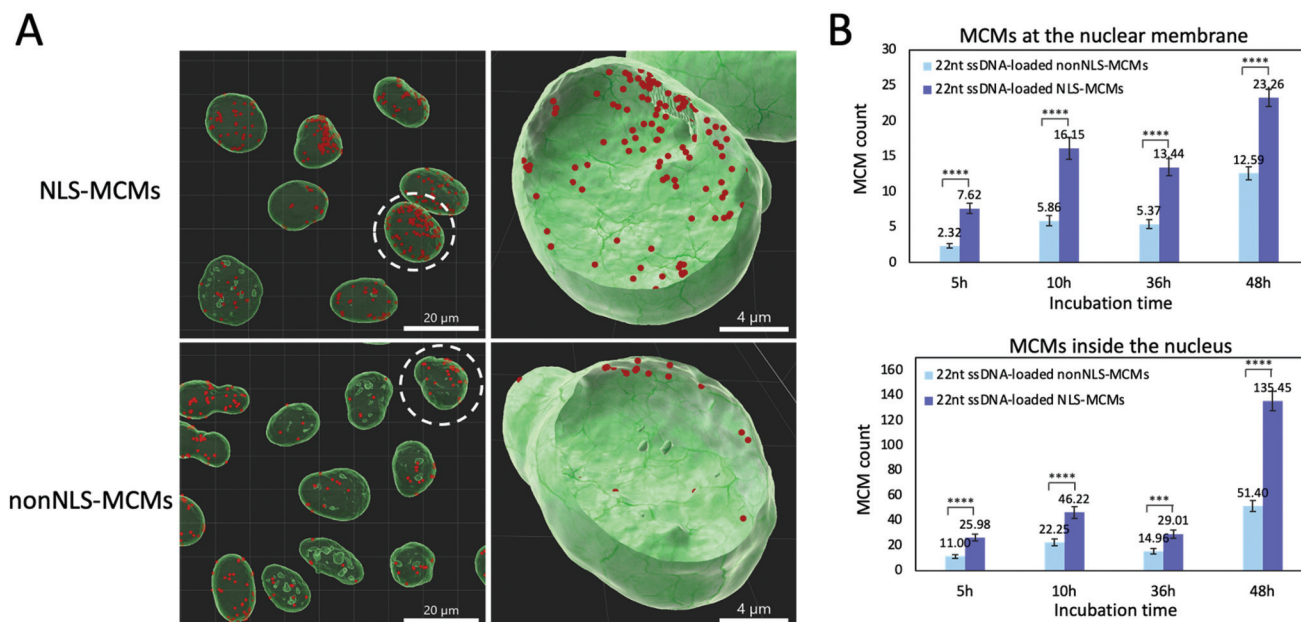 A
NLS-MCMs
20 µm
4 µm
nonNLS-MCMs
20 µm
4 µm
B
MCMs at the nuclear membrane
22nt ssDNA-loaded nonNLS-MCMs
22nt ssDNA-loaded NLS-MCMs
MCM count
30
25
20
15
10
5
0
****
2.32
7.62
****
5.86
16.15
****
5.37
13.44
****
12.59
23.26
5h 10h 36h 48h
Incubation time
MCMs inside the nucleus
22nt ssDNA-loaded nonNLS-MCMs
22nt ssDNA-loaded NLS-MCMs
MCM count
160
140
120
100
80
60
40
20
0
****
11.00
25.98
****
22.25
46.22
***
14.96
29.01
****
51.40
135.45
5h 10h 36h 48h
Incubation time